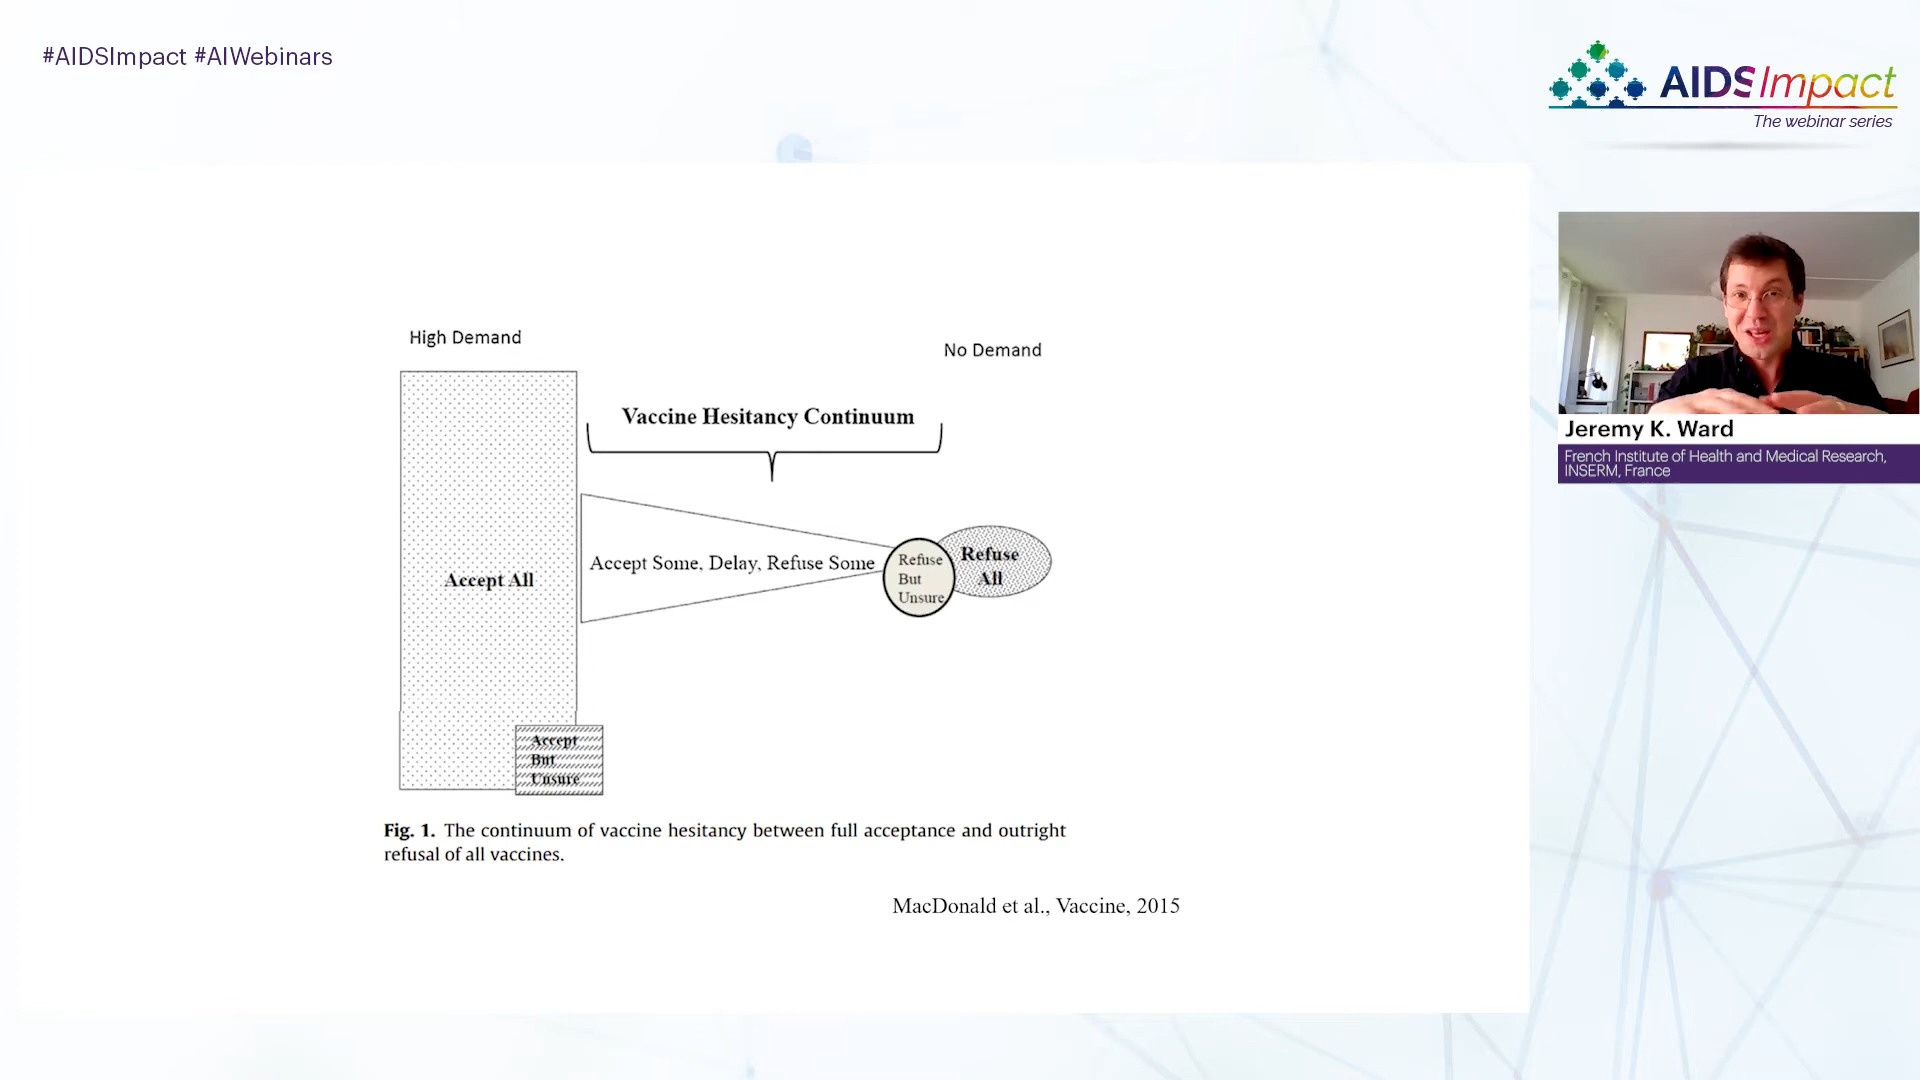 #AIDSImpact #AIWebinars
AIDSImpact
The webinar series
High Demand
No Demand
Vaccine Hesitancy Continuum
Accept All
Accept Some, Delay, Refuse Some
Refuse
But
Unsure
Refuse
All
Accept
But
Unsure
Fig. 1. The continuum of vaccine hesitancy between full acceptance and outright
refusal of all vaccines.
MacDonald et al., Vaccine, 2015
Jeremy K. Ward
French Institute of Health and Medical Research,
INSERM, France